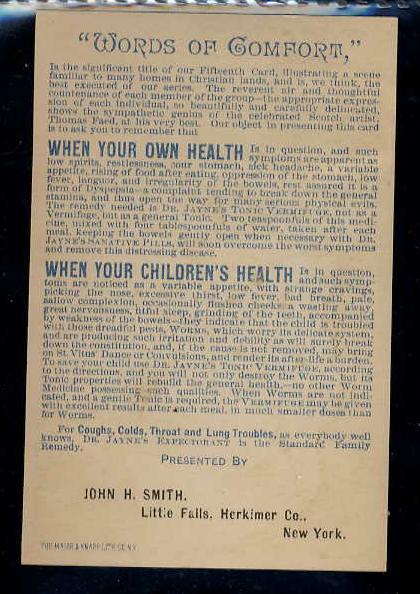 "WORDS OF COMFORT,"
Is the significant title of our Fifteenth Card, illustrating a scene
familiar to many homes in Christian lands, and is, we think, the
best executed of our series. The reverent air and thoughtful
countenance of each member of the group—the appropriate expres-
sion of each individual, so beautifully and carefully delineated,
shows the sympathetic genius of the celebrated Scotch artist,
Thomas Faed, at his very best. Our object in presenting this card
is to ask you to remember that
WHEN YOUR OWN HEALTH Is in question, and such
symptoms are apparent as
low spirits, restlessness, sour stomach, sick headache, a variable
appetite, rising of food after eating, oppression of the stomach, low
fever, languor, and irregularity of the bowels, rest assured it is a
form of Dyspepsia—a complaint tending to break down the general
stamina, and thus open the way for many serious physical evils.
The remedy needed is DR. JAYNE'S TONIC VERMIFUGE, not as a
Vermifuge, but as a general Tonic. Two teaspoonfuls of this medi-
cine, mixed with four tablespoonfuls of water, taken after each
meal, keeping the bowels gently open when necessary with DR.
JAYNE'S SANATIVE PILLS, will soon overcome the worst symptoms
and remove this distressing disease.
WHEN YOUR CHILDREN'S HEALTH Is in question,
and such symp-
toms are noticed as a variable appetite, with strange cravings,
picking the nose, excessive thirst, low fever, bad breath, pale,
sallow complexion, occasionally flushed cheeks, a wasting away
great nervousness, fitful sleep, grinding of the teeth, accompanied
by weakness of the bowels—they indicate that the child is troubled
with those dreadful pests, Worms, which worry its delicate system,
and are producing such irritation and debility as will surely break
down the constitution, and, if the cause is not removed, may bring
on St. Vitus' Dance or Convulsions, and render its after-life a burden.
To save your child use DR. JAYNE'S TONIC VERMIFUGE, according
to the directions, and you will not only destroy the Worms, but its
Tonic properties will rebuild the general health,—no other Worm
Medicine possessing such qualities. When Worms are not indi-
cated, and a gentle Tonic is required, the VERMIFUGE may be given
with excellent results after each meal, in much smaller doses than
for Worms.
For Coughs, Colds, Throat and Lung Troubles, as everybody well
knows, DR. JAYNE'S EXPECTORANT is the Standard Family
Remedy.
PRESENTED BY
JOHN H. SMITH.
Little Falls, Herkimer Co.,
New York.
THE MAJOR & KNAPP LITH. CO. N.Y.